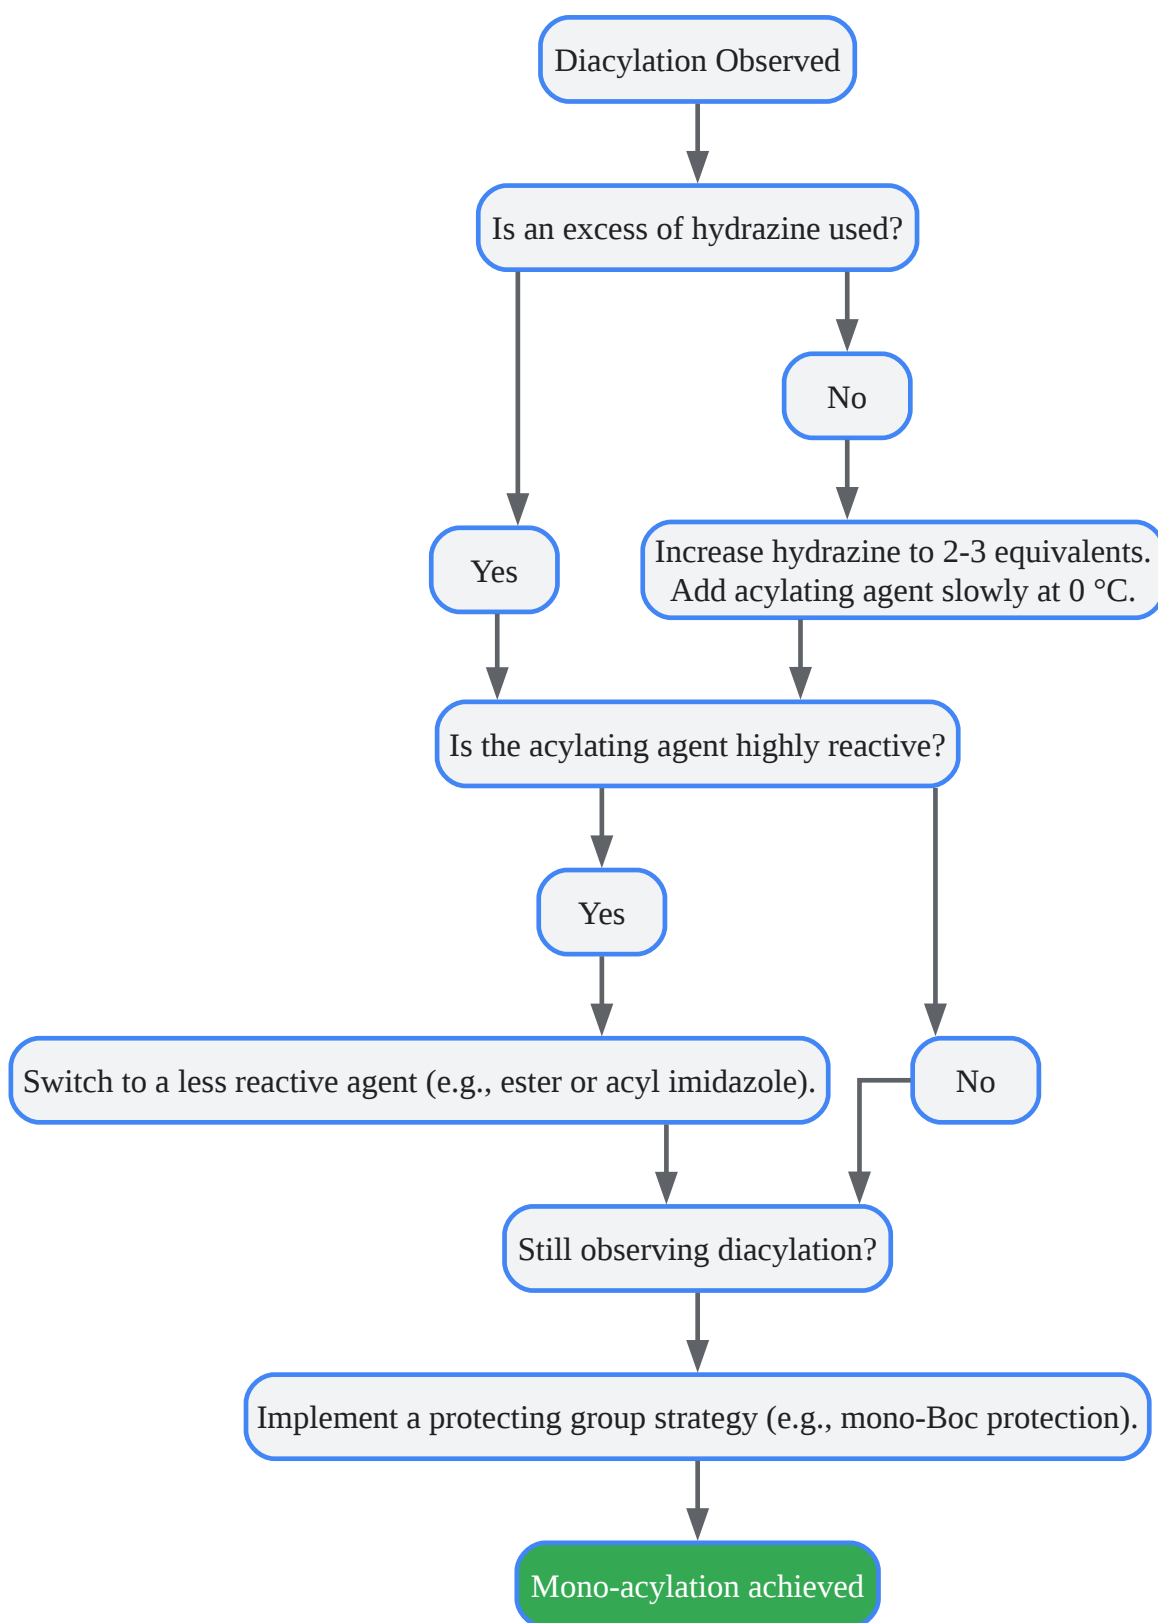 Diacylation Observed
Is an excess of hydrazine used?
No
Yes
Increase hydrazine to 2-3 equivalents.
Add acylating agent slowly at 0 °C.
Is the acylating agent highly reactive?
Yes
Switch to a less reactive agent (e.g., ester or acyl imidazole).
No
Still observing diacylation?
Implement a protecting group strategy (e.g., mono-Boc protection).
Mono-acylation achieved